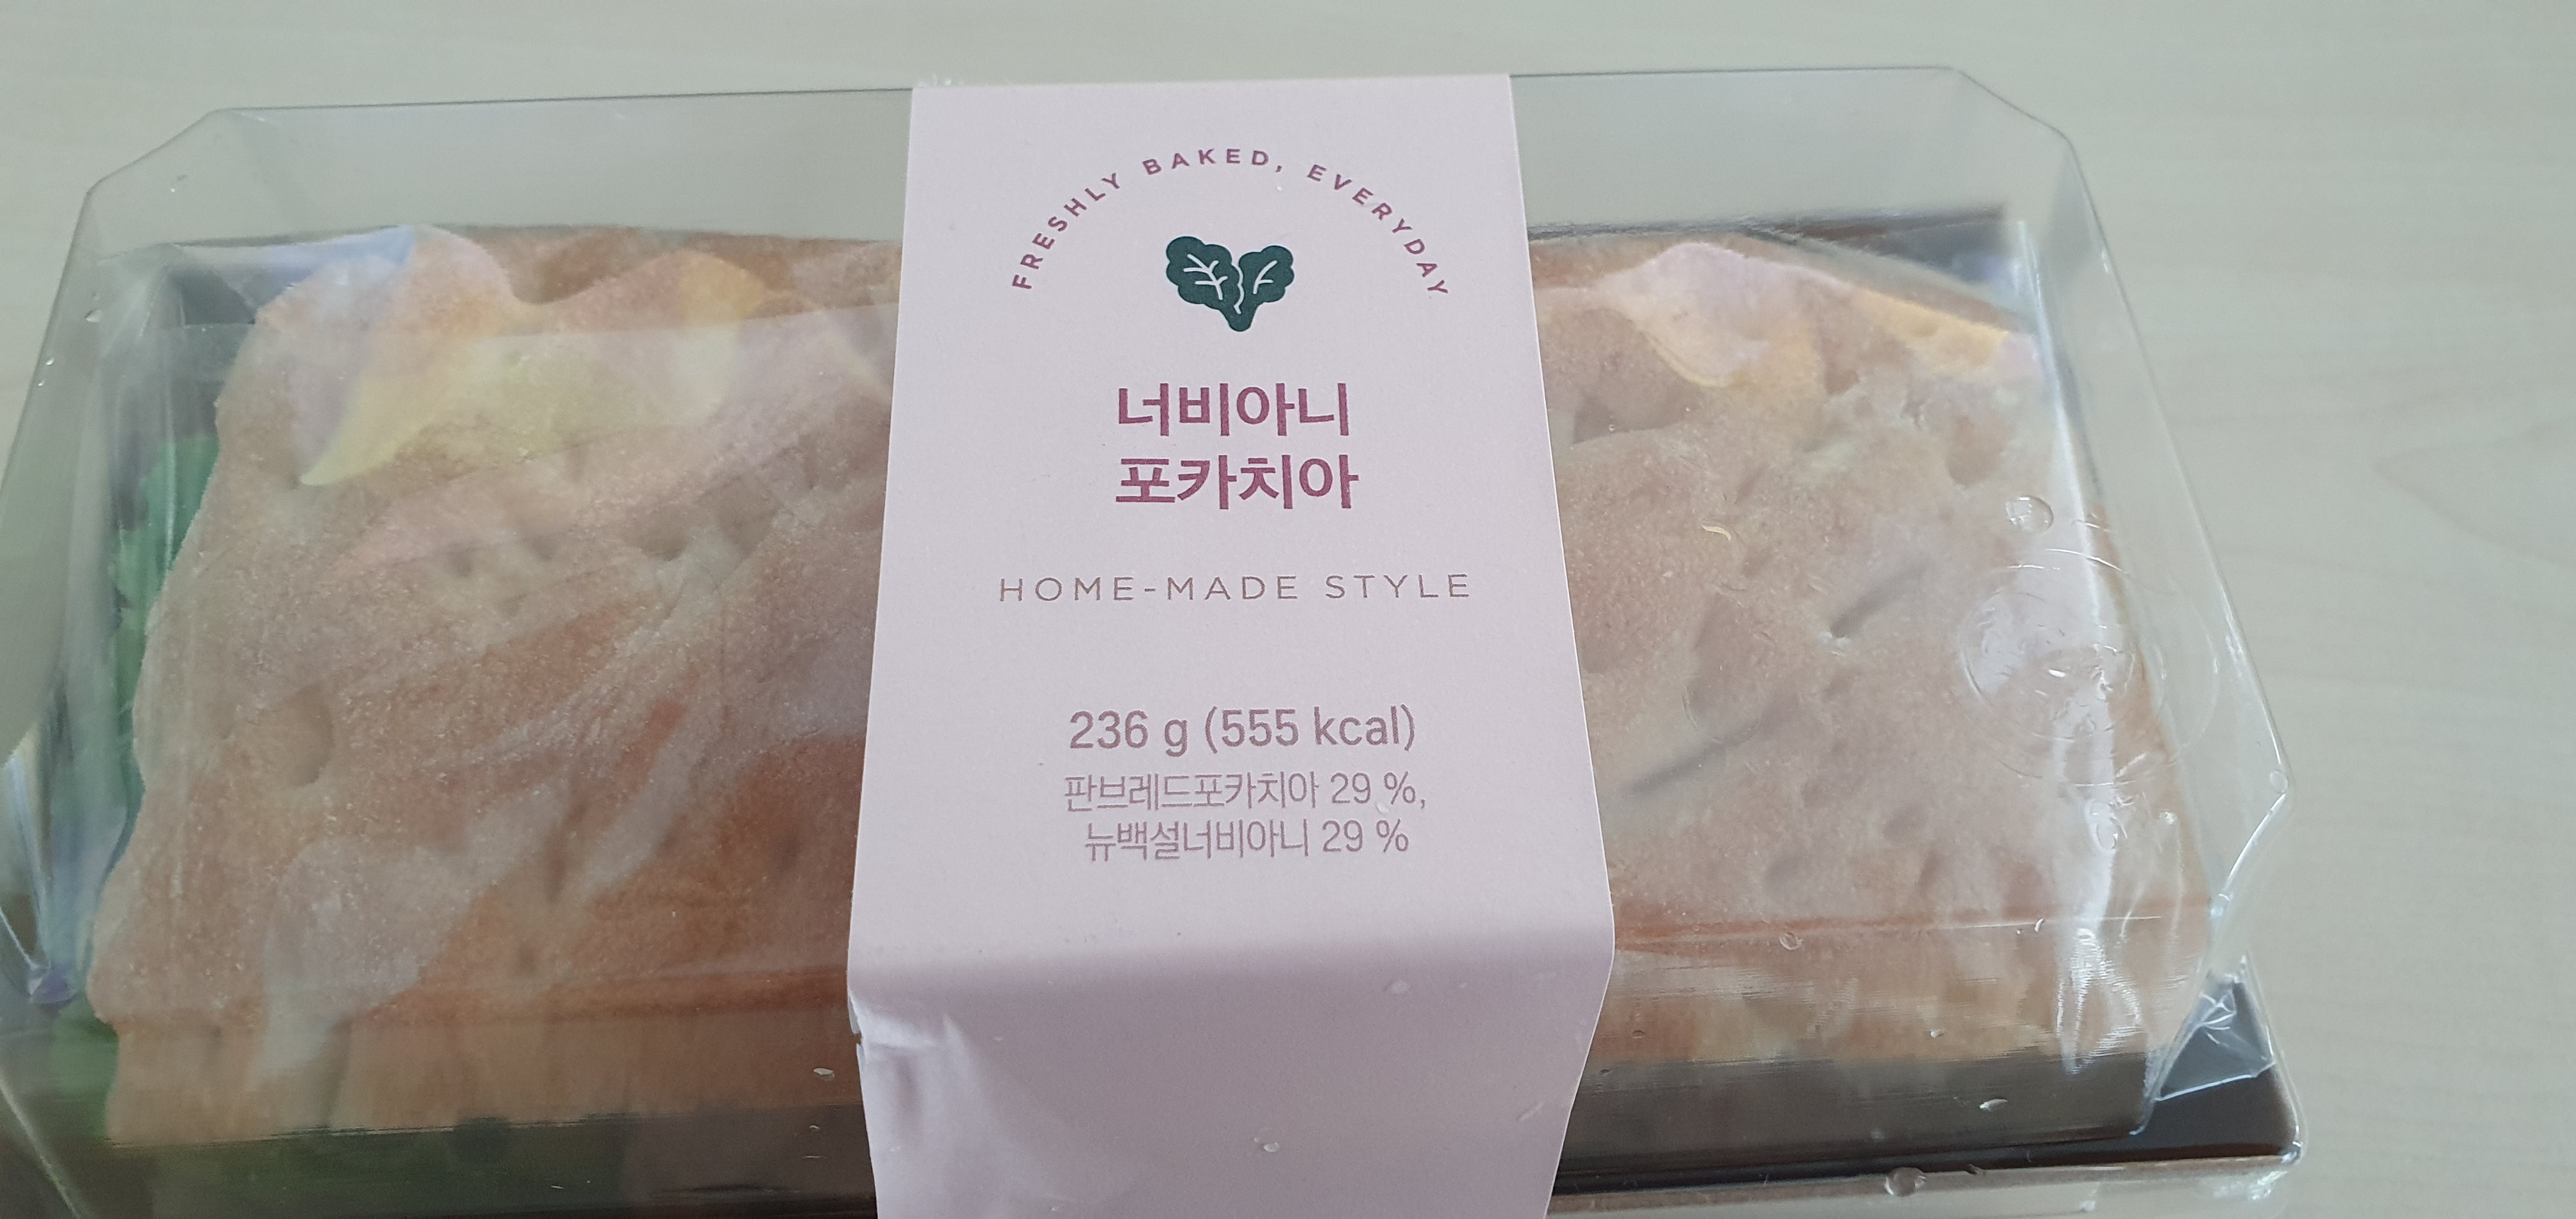 FRESHLY BAKED, EVERYDAY
너비아니
포카치아
HOME-MADE STYLE
236 g (555 kcal)
판브레드포카치아 29 %,
뉴백설너비아니 29 %